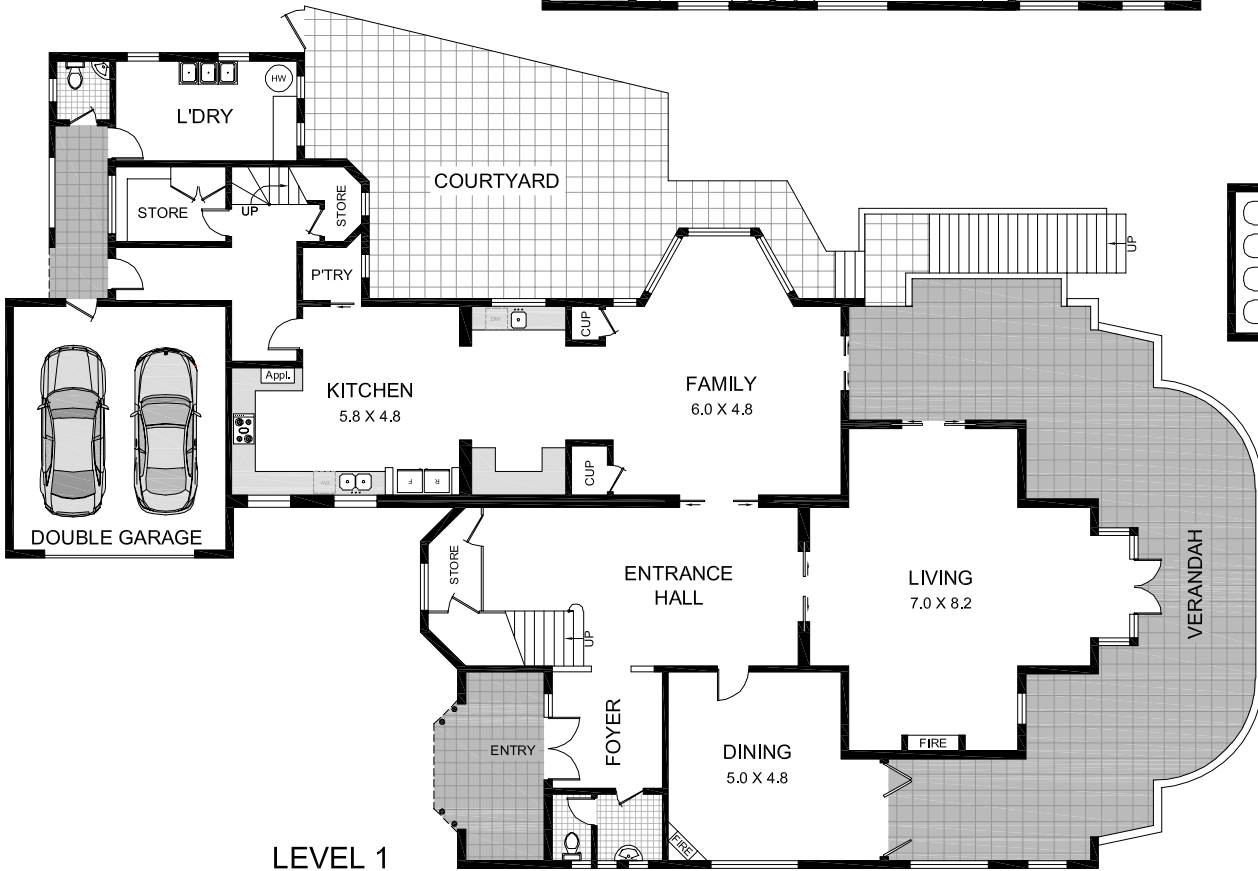 HW
L'DRY
COURTYARD
STORE
UP
STORE
UP
P'TRY
DW
CUP
Appl.
KITCHEN
5.8 X 4.8
FAMILY
6.0 X 4.8
CUP
DW
F
R
DOUBLE GARAGE
STORE
ENTRANCE
HALL
UP
LIVING
7.0 X 8.2
VERANDAH
ENTRY
FOYER
DINING
5.0 X 4.8
FIRE
FIRE
LEVEL 1